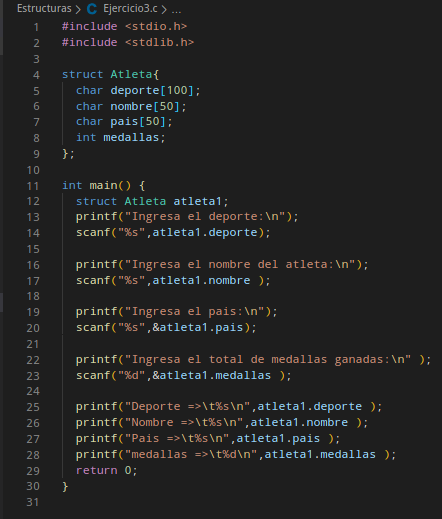 Estructuras > C Ejercicio3.c > ...
1 #include <stdio.h>
2 #include <stdlib.h>
3
4 struct Atleta{
5 char deporte[100];
6 char nombre[50];
7 char pais[50];
8 int medallas;
9 };
10
11 int main() {
12 struct Atleta atleta1;
13 printf("Ingresa el deporte:\n");
14 scanf("%s",atleta1.deporte);
15
16 printf("Ingresa el nombre del atleta:\n");
17 scanf("%s",atleta1.nombre );
18
19 printf("Ingresa el pais:\n");
20 scanf("%s",&atleta1.pais);
21
22 printf("Ingresa el total de medallas ganadas:\n" );
23 scanf("%d",&atleta1.medallas );
24
25 printf("Deporte =>\t%s\n",atleta1.deporte );
26 printf("Nombre =>\t%s\n",atleta1.nombre );
27 printf("Pais =>\t%s\n",atleta1.pais );
28 printf("medallas =>\t%d\n",atleta1.medallas );
29 return 0;
30 }
31